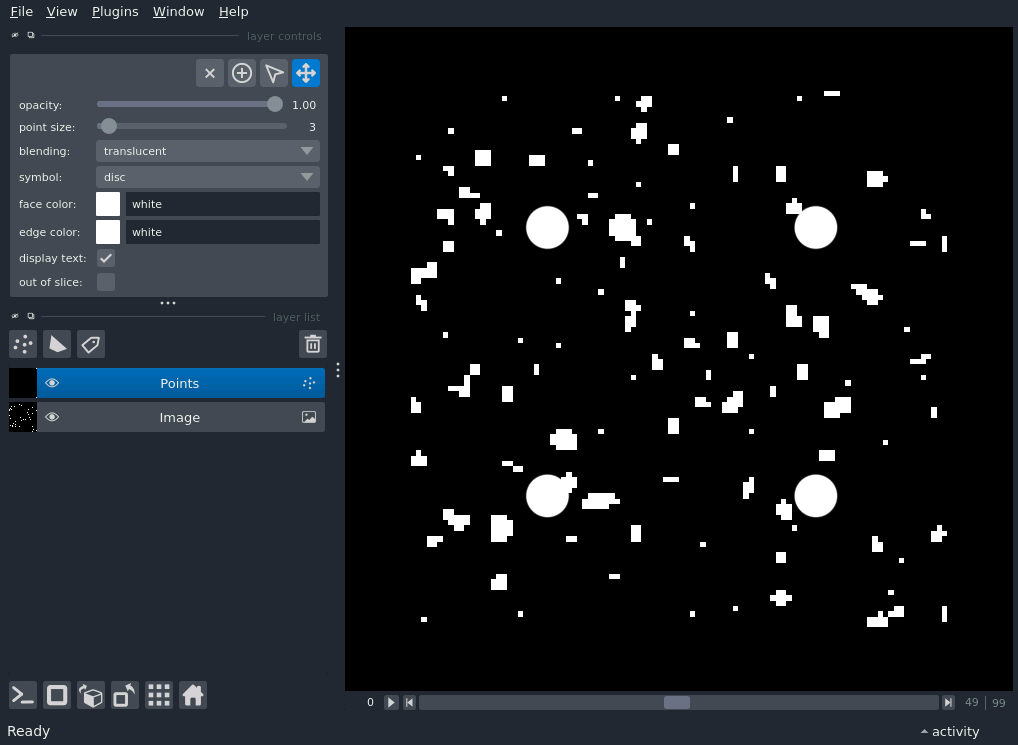 File View Plugins Window Help
layer controls
opacity: 1.00
point size: 3
blending: translucent
symbol: disc
face color: white
edge color: white
display text:
out of slice:
layer list
Points
Image
0 49 | 99
Ready activity